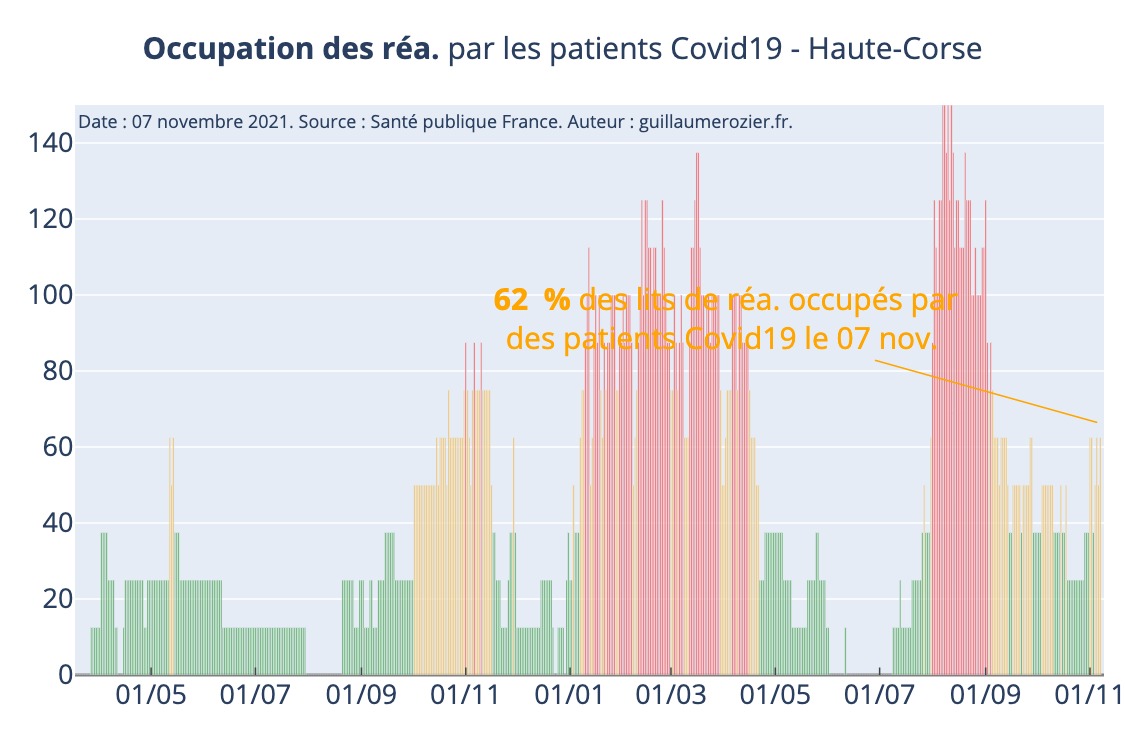 Occupation des réa. par les patients Covid19 - Haute-Corse
Date : 07 novembre 2021. Source : Santé publique France. Auteur : guillaumerozier.fr.
140
120
100
80
60
40
20
0
62 % des lits de réa. occupés par
des patients Covid19 le 07 nov.
01/05 01/07 01/09 01/11 01/01 01/03 01/05 01/07 01/09 01/11